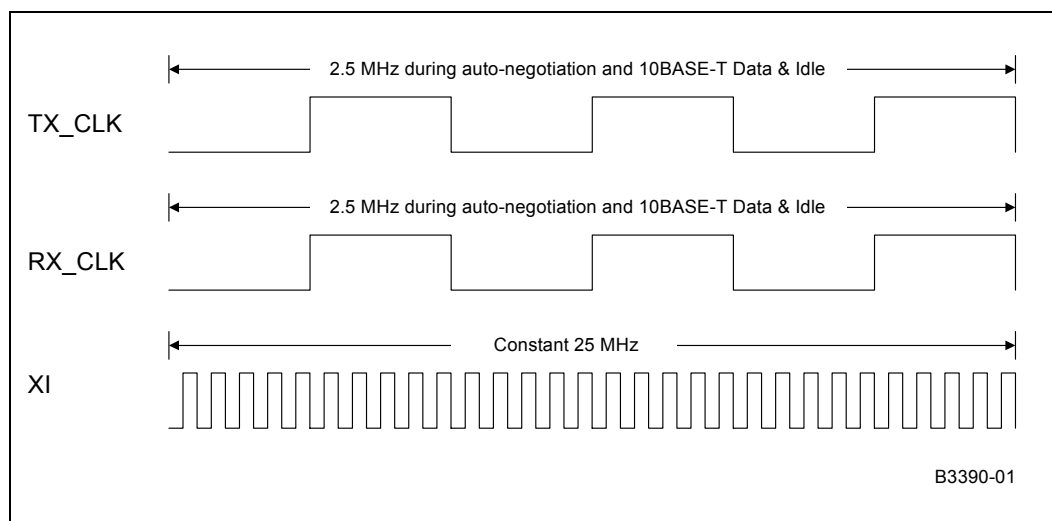 2.5 MHz during auto-negotiation and 10BASE-T Data & Idle
TX_CLK
2.5 MHz during auto-negotiation and 10BASE-T Data & Idle
RX_CLK
Constant 25 MHz
XI
B3390-01